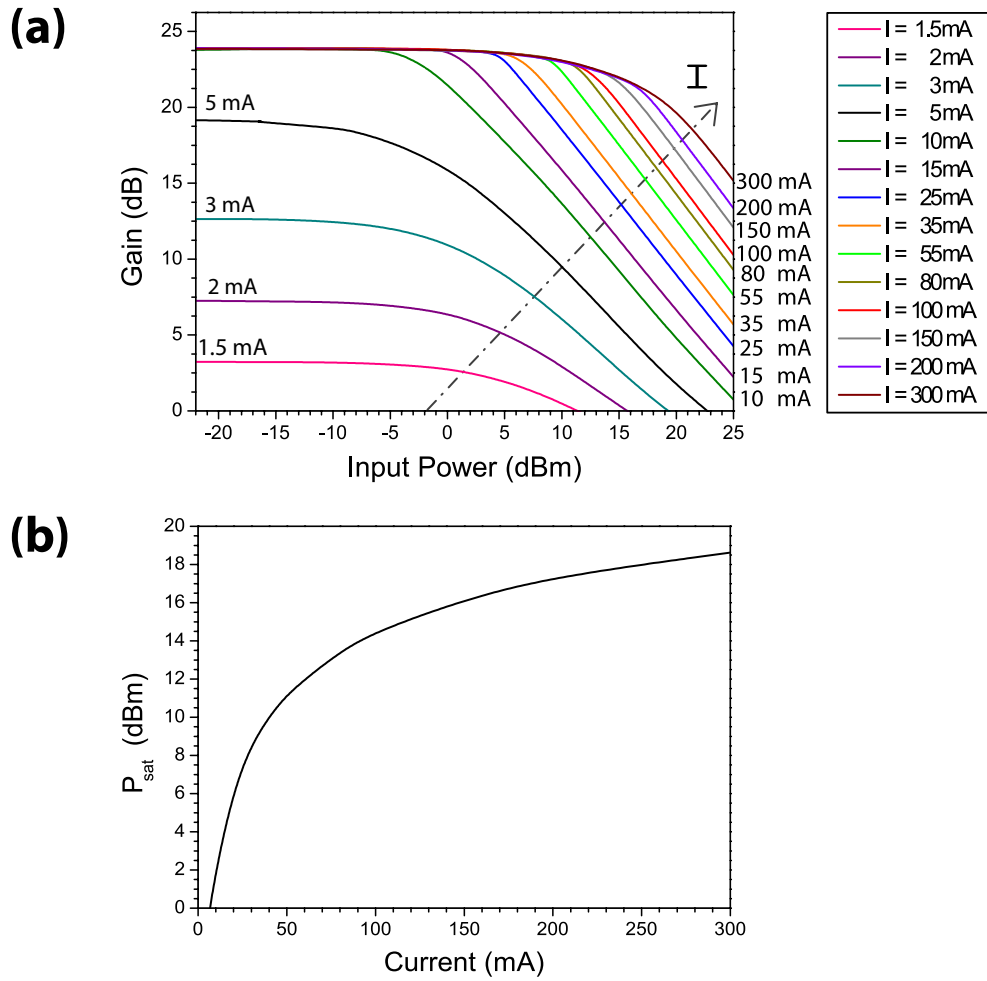 (a)
25
20
15
10
5
0
Gain (dB)
-20 -15 -10 -5 0 5 10 15 20 25
Input Power (dBm)
5 mA
3 mA
2 mA
1.5 mA
I
300 mA
200 mA
150 mA
100 mA
80 mA
55 mA
35 mA
25 mA
15 mA
10 mA
I = 1.5mA
I = 2mA
I = 3mA
I = 5mA
I = 10mA
I = 15mA
I = 25mA
I = 35mA
I = 55mA
I = 80mA
I = 100mA
I = 150mA
I = 200mA
I = 300mA
(b)
20
18
16
14
12
10
8
6
4
2
0
Psat (dBm)
0 50 100 150 200 250 300
Current (mA)